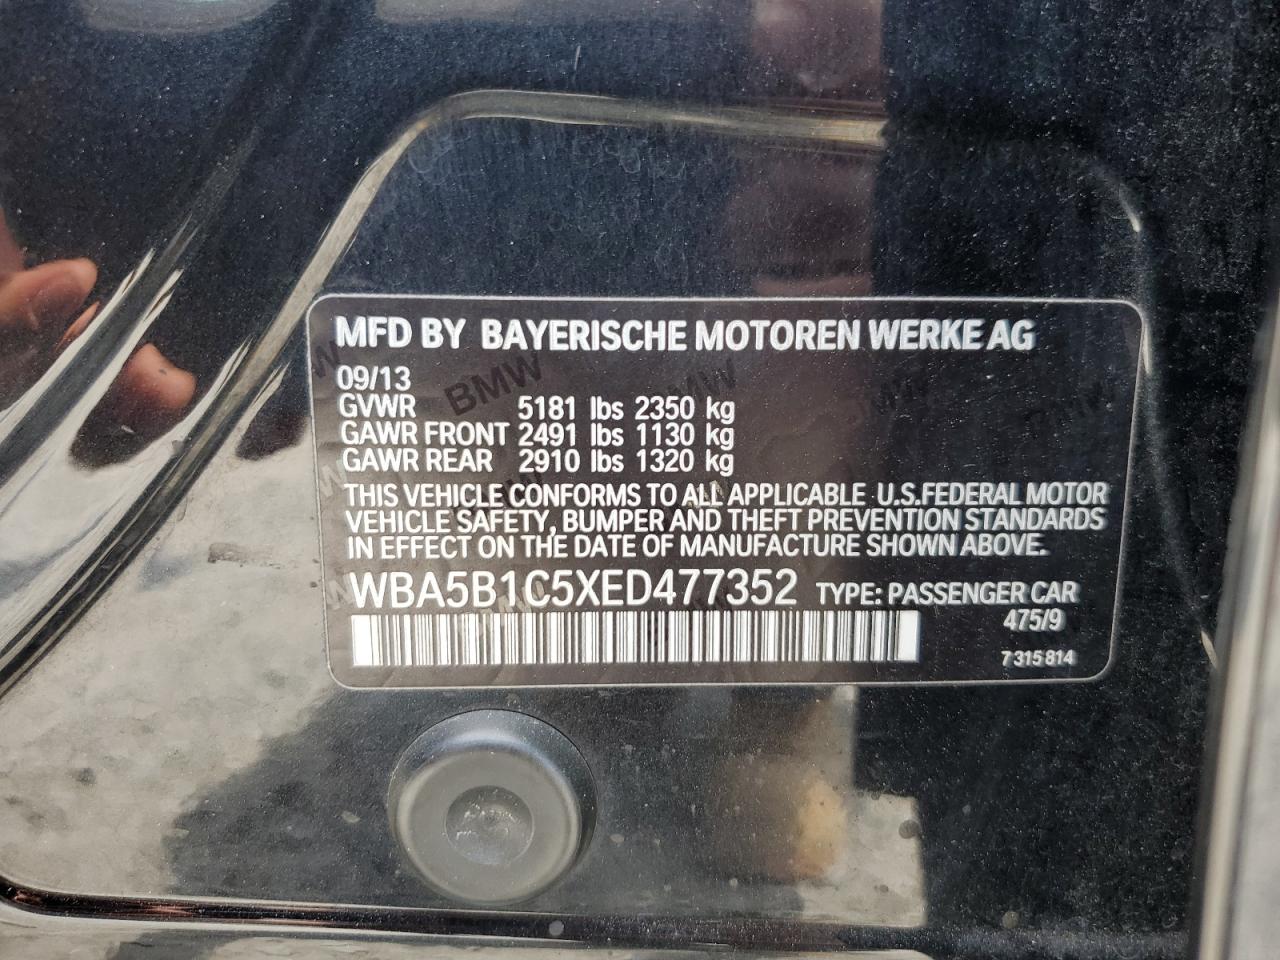 MFD BY BAYERISCHE MOTOREN WERKE AG
09/13
GVWR 5181 lbs 2350 kg
GAWR FRONT 2491 lbs 1130 kg
GAWR REAR 2910 lbs 1320 kg
THIS VEHICLE CONFORMS TO ALL APPLICABLE U.S.FEDERAL MOTOR
VEHICLE SAFETY, BUMPER AND THEFT PREVENTION STANDARDS
IN EFFECT ON THE DATE OF MANUFACTURE SHOWN ABOVE.
WBA5B1C5XED477352 TYPE: PASSENGER CAR
475/9
7 315 814
BMW
BMW
BMW